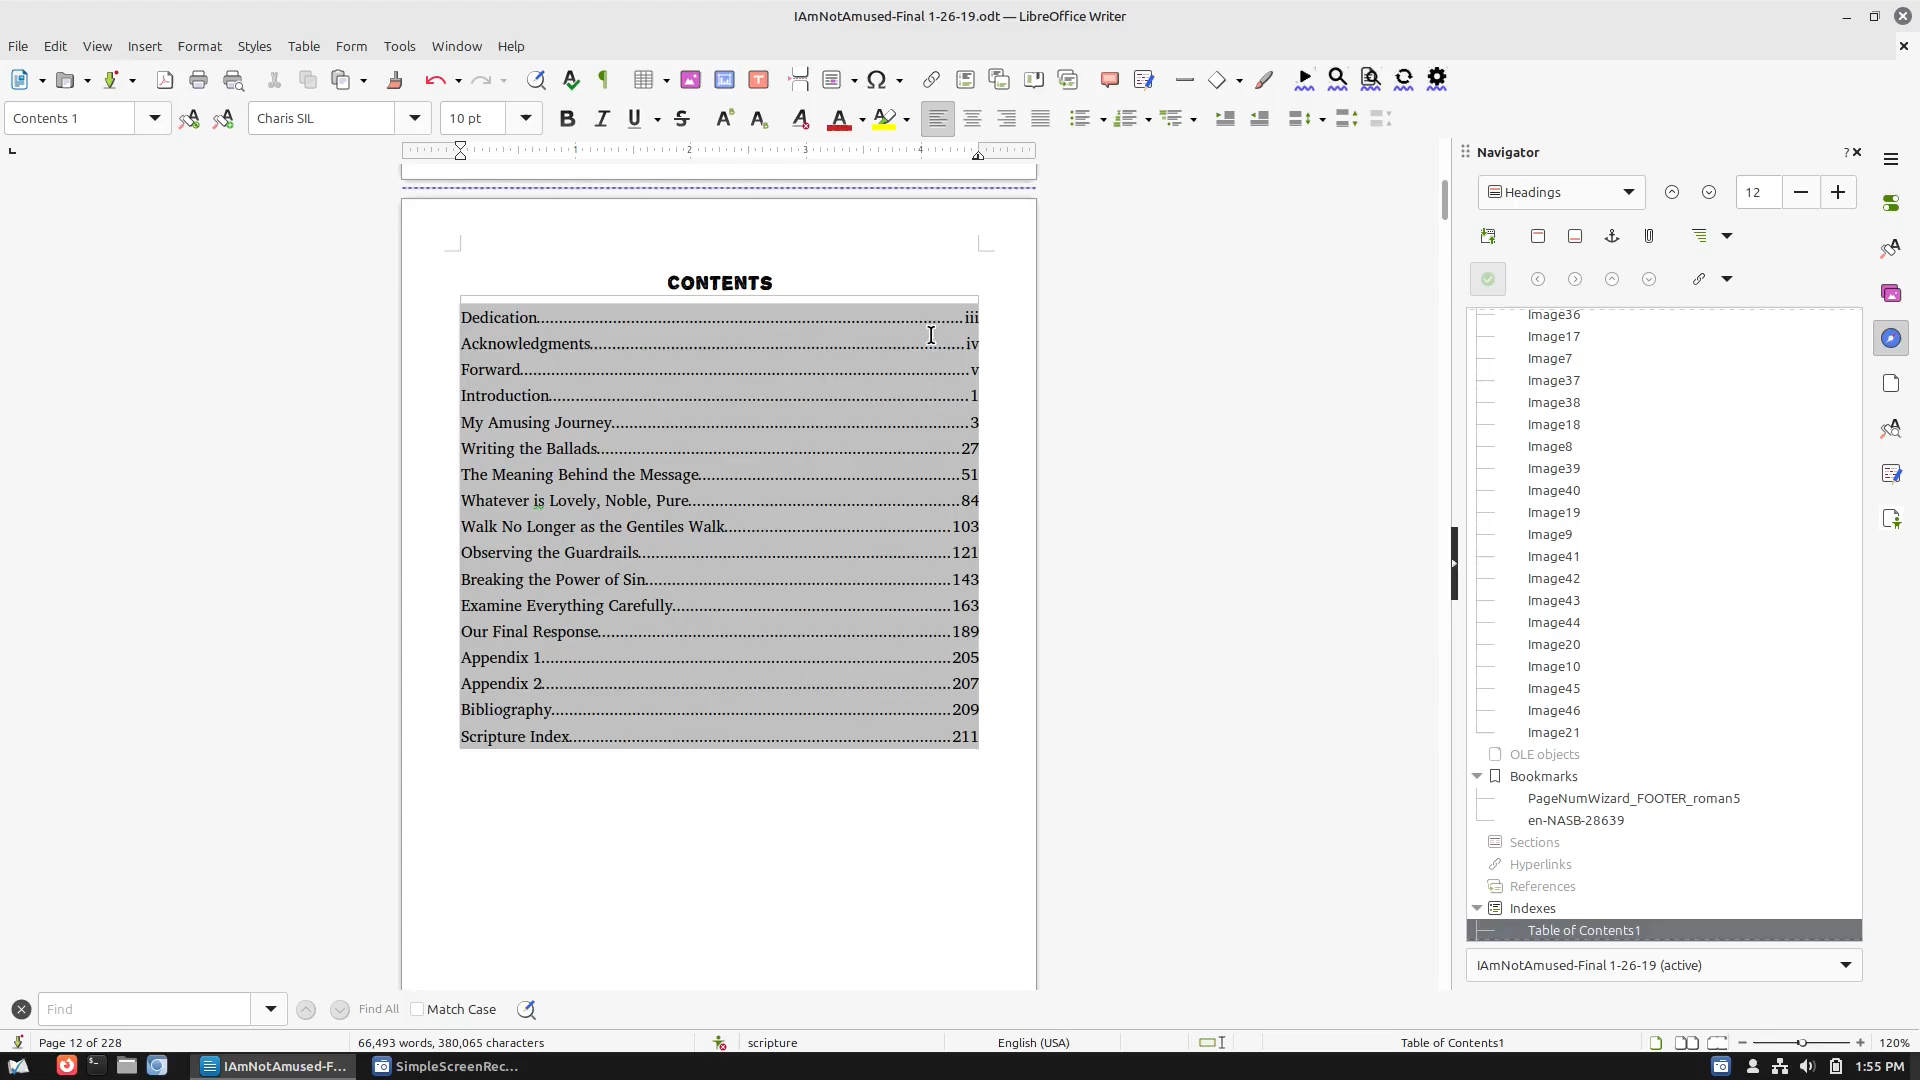 IAmNotAmused-Final 1-26-19.odt — LibreOffice Writer
File Edit View Insert Format Styles Table Form Tools Window Help
Contents 1 Charis SIL 10 pt
1 2 3 4
CONTENTS
Dedication iii
Acknowledgments iv
Forward v
Introduction 1
My Amusing Journey 3
Writing the Ballads 27
The Meaning Behind the Message 51
Whatever is Lovely, Noble, Pure 84
Walk No Longer as the Gentiles Walk 103
Observing the Guardrails 121
Breaking the Power of Sin 143
Examine Everything Carefully 163
Our Final Response 189
Appendix 1 205
Appendix 2 207
Bibliography 209
Scripture Index 211
Navigator
Headings 12
Image36
Image17
Image7
Image37
Image38
Image18
Image8
Image39
Image40
Image19
Image9
Image41
Image42
Image43
Image44
Image20
Image10
Image45
Image46
Image21
OLE objects
Bookmarks
PageNumWizard_FOOTER_roman5
en-NASB-28639
Sections
Hyperlinks
References
Indexes
Table of Contents1
IAmNotAmused-Final 1-26-19 (active)
Find Find All Match Case
Page 12 of 228 66,493 words, 380,065 characters scripture English (USA) Table of Contents1 120%
IAmNotAmused-F... SimpleScreenRec... 1:55 PM